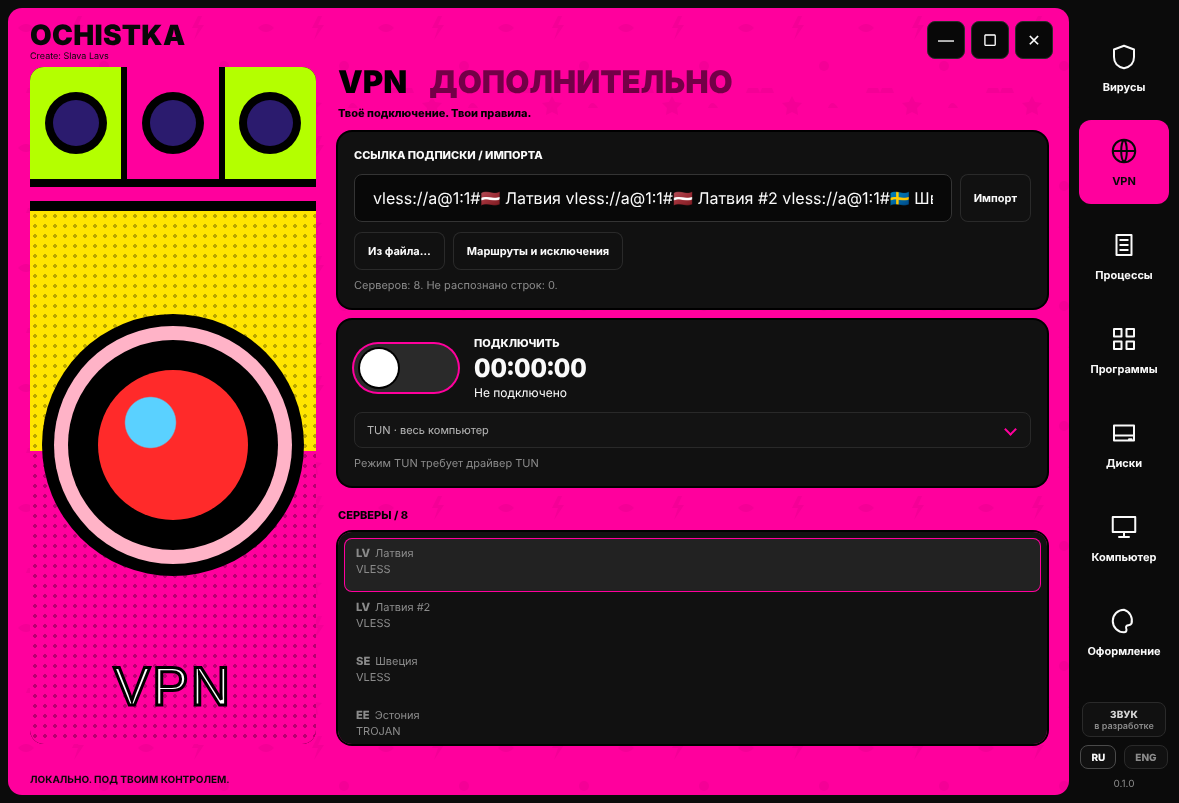 OCHISTKA
Create: Slava Lavs
VPN ДОПОЛНИТЕЛЬНО
Твоё подключение. Твои правила.
ССЫЛКА ПОДПИСКИ / ИМПОРТА
vless://a@1:1#🇱🇻 Латвия vless://a@1:1#🇱🇻 Латвия #2 vless://a@1:1#🇸🇪
Импорт
Из файла...
Маршруты и исключения
Серверов: 8. Не распознано строк: 0.
ПОДКЛЮЧИТЬ
00:00:00
Не подключено
TUN · весь компьютер
Режим TUN требует драйвер TUN
СЕРВЕРЫ / 8
LV Латвия
VLESS
LV Латвия #2
VLESS
SE Швеция
VLESS
EE Эстония
TROJAN
VPN
ЛОКАЛЬНО. ПОД ТВОИМ КОНТРОЛЕМ.
Вирусы
VPN
Процессы
Программы
Диски
Компьютер
Оформление
ЗВУК
в разработке
RU
ENG
0.1.0